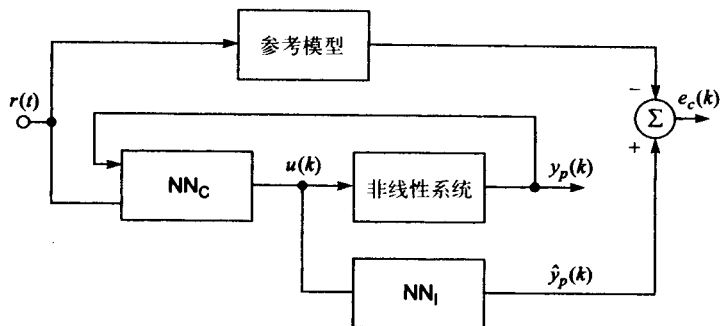 参考模型
r(t)
−
e_c(k)
Σ
+
NN_C
u(k)
非线性系统
y_p(k)
NN_I
ŷ_p(k)